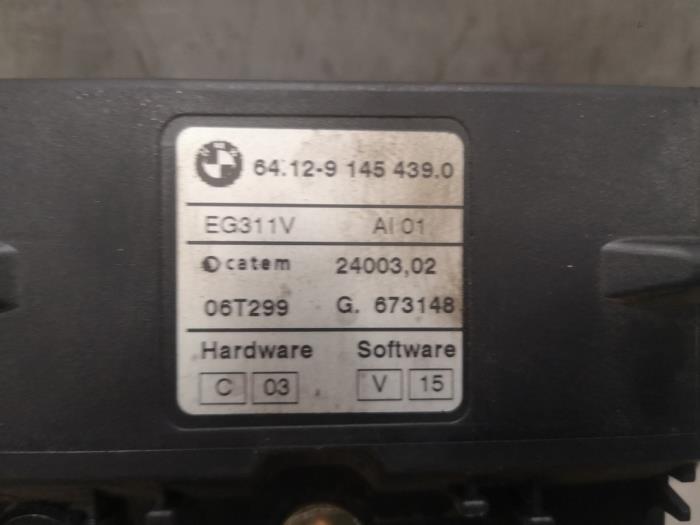 64.12-9 145 439.0
EG311V AI 01
catem 24003,02
06T299 G. 673148
Hardware Software
C 03 V 15